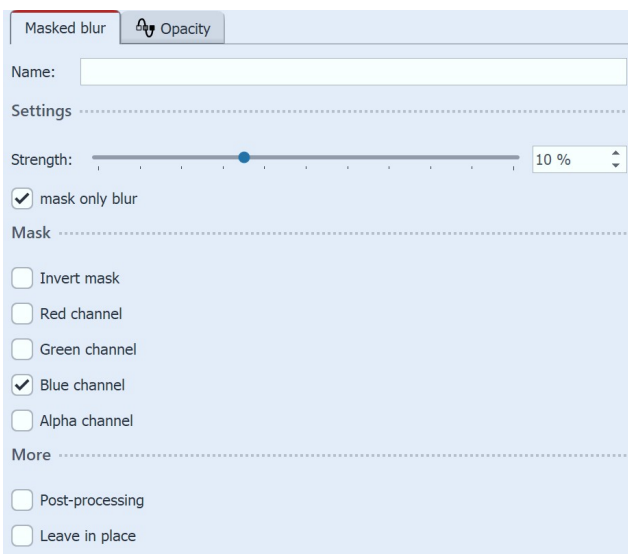 Masked blur Opacity
Name:
Settings
Strength: 10 %
mask only blur
Mask
Invert mask
Red channel
Green channel
Blue channel
Alpha channel
More
Post-processing
Leave in place